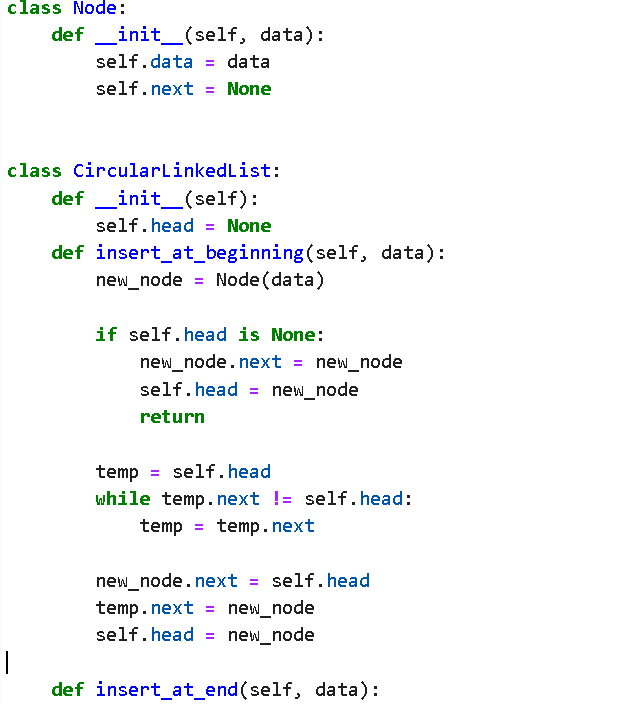 class Node:
    def __init__(self, data):
        self.data = data
        self.next = None
class CircularLinkedList:
    def __init__(self):
        self.head = None
    def insert_at_beginning(self, data):
        new_node = Node(data)
        if self.head is None:
            new_node.next = new_node
            self.head = new_node
            return
        temp = self.head
        while temp.next != self.head:
            temp = temp.next
        new_node.next = self.head
        temp.next = new_node
        self.head = new_node
    def insert_at_end(self, data):